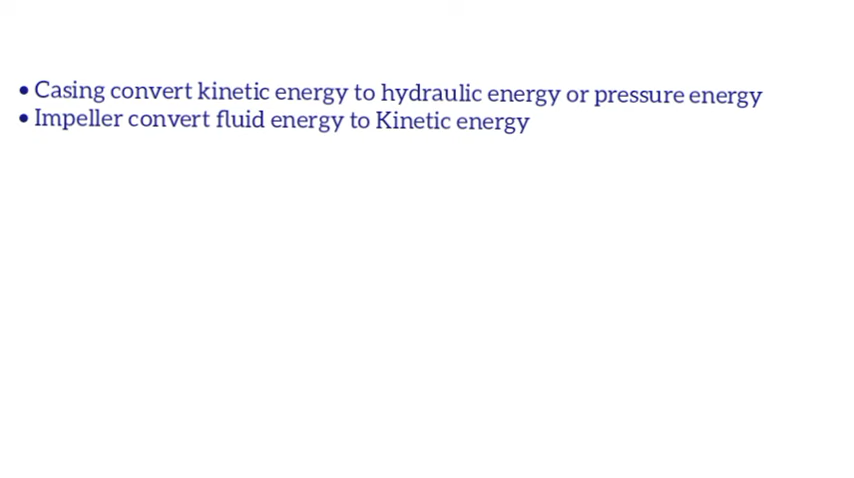 • Casing convert kinetic energy to hydraulic energy or pressure energy
• Impeller convert fluid energy to Kinetic energy